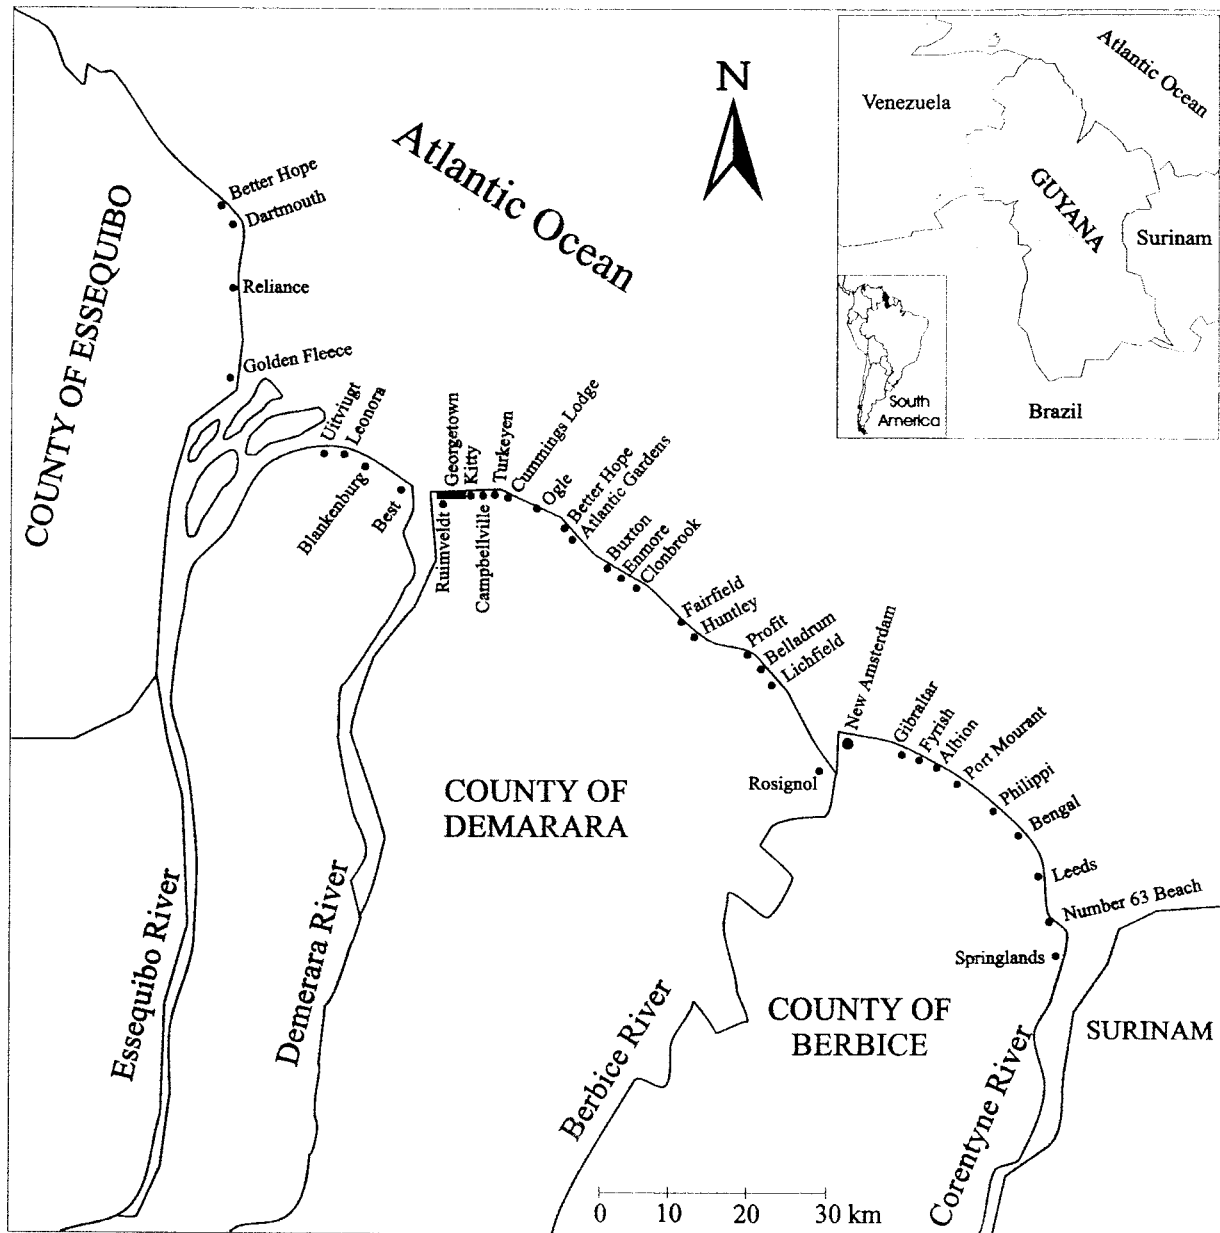 N
Atlantic Ocean
Atlantic Ocean
Venezuela
GUYANA
Surinam
Brazil
South
America
COUNTY OF ESSEQUIBO
Better Hope
Dartmouth
Reliance
Golden Fleece
Uitvlugt
Leonora
Blankenburg
Best
Georgetown
Kitty
Turkeyen
Cummings Lodge
Ruimveldt
Campbellville
Ogle
Better Hope
Atlantic Gardens
Buxton
Enmore
Clonbrook
Fairfield
Huntley
Profit
Belladrum
Lichfield
Rosignol
New Amsterdam
Gibraltar
Fyrish
Albion
Port Mourant
Philippi
Bengal
Leeds
Number 63 Beach
Springlands
COUNTY OF
DEMARARA
COUNTY OF
BERBICE
SURINAM
Essequibo River
Demerara River
Berbice River
Corentyne River
0 10 20 30 km